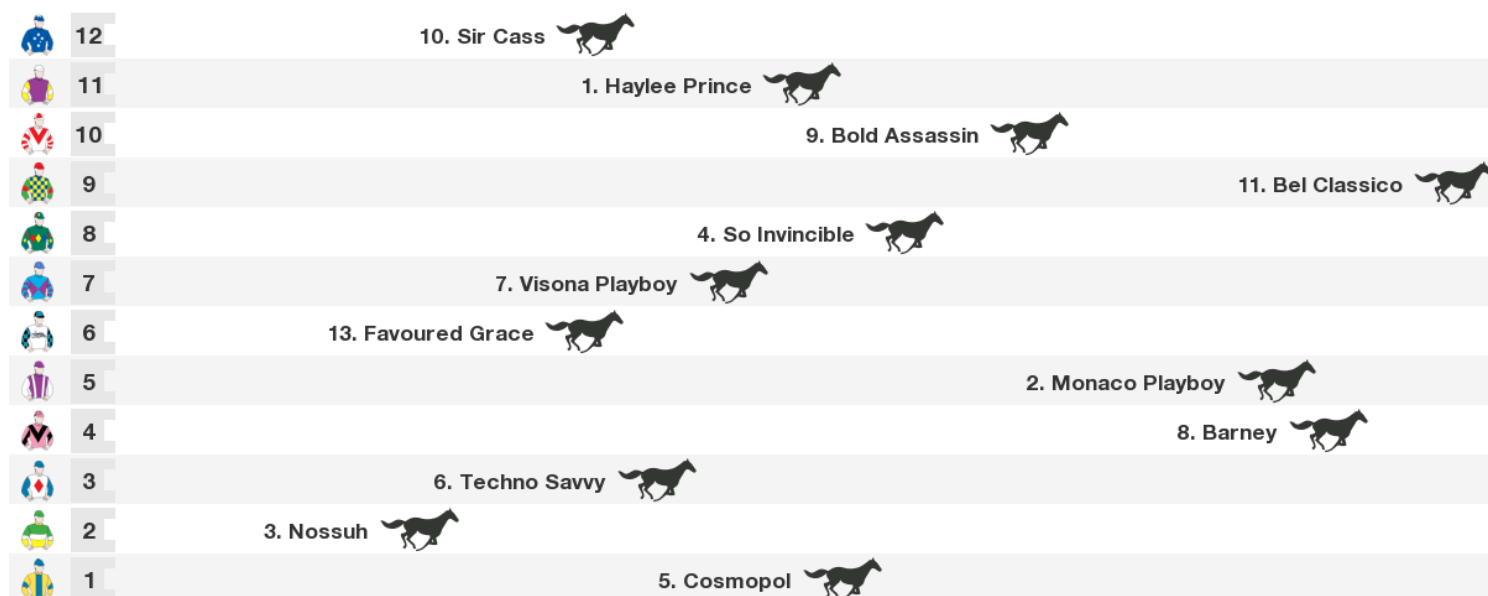 12 10. Sir Cass
11 1. Haylee Prince
10 9. Bold Assassin
9 11. Bel Classico
8 4. So Invincible
7 7. Visona Playboy
6 13. Favoured Grace
5 2. Monaco Playboy
4 8. Barney
3 6. Techno Savvy
2 3. Nossuh
1 5. Cosmopol